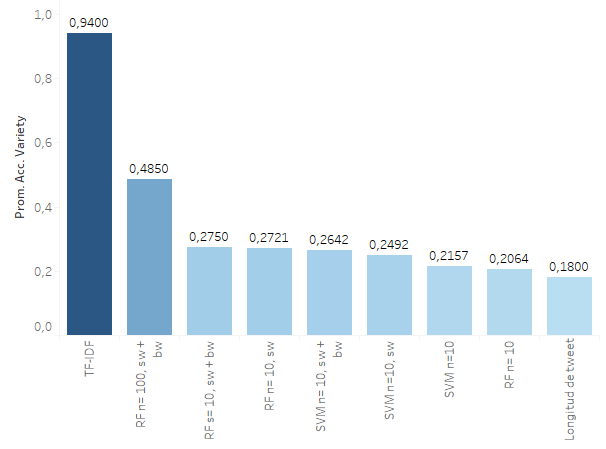 1,0
0,8
0,6
0,4
0,2
0,0
Prom. Acc. Variety
0,9400
0,4850
0,2750
0,2721
0,2642
0,2492
0,2157
0,2064
0,1800
TF-IDF
RF n= 100, sw +
bw
RF s= 10, sw + bw
RF n= 10, sw
SVM n= 10, sw +
bw
SVM n=10, sw
SVM n=10
RF n= 10
Longitud de tweet